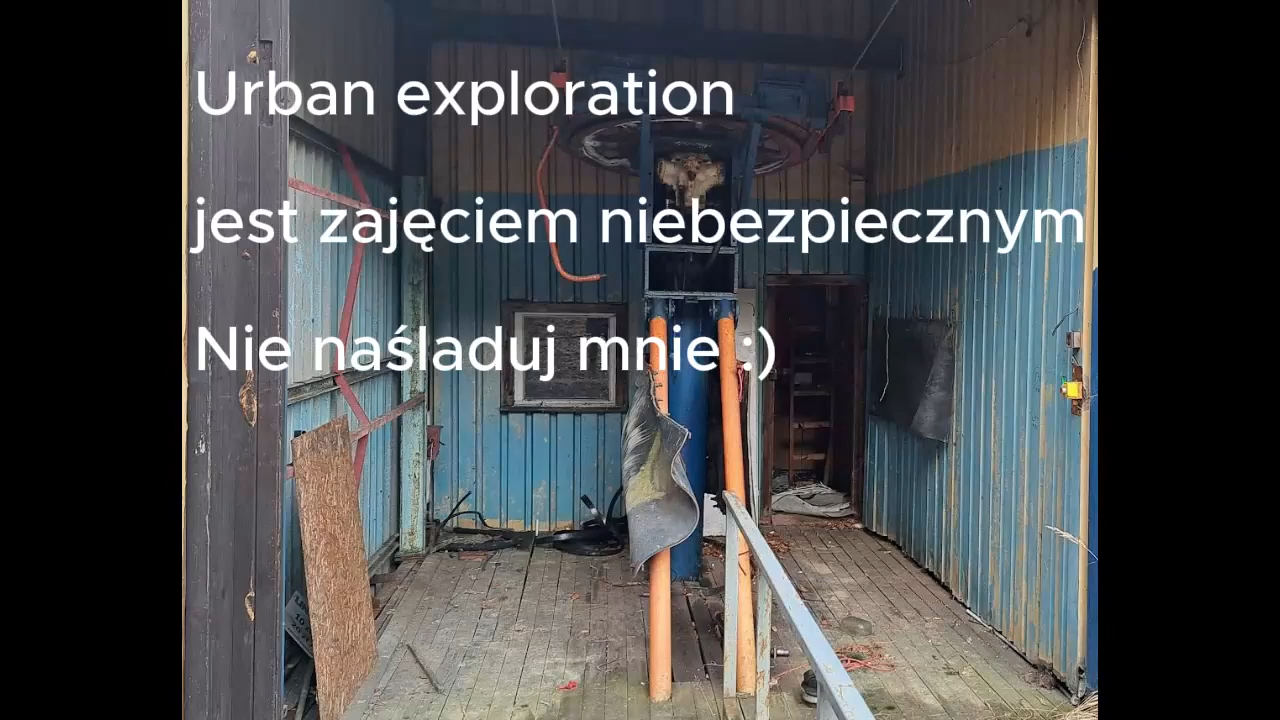 Urban exploration
jest zajęciem niebezpiecznym
Nie naśladuj mnie :)